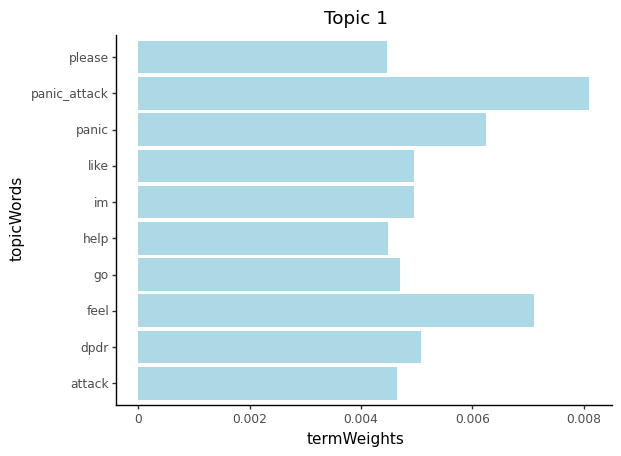 Topic 1
topicWords
please
panic_attack
panic
like
im
help
go
feel
dpdr
attack
0 0.002 0.004 0.006 0.008
termWeights